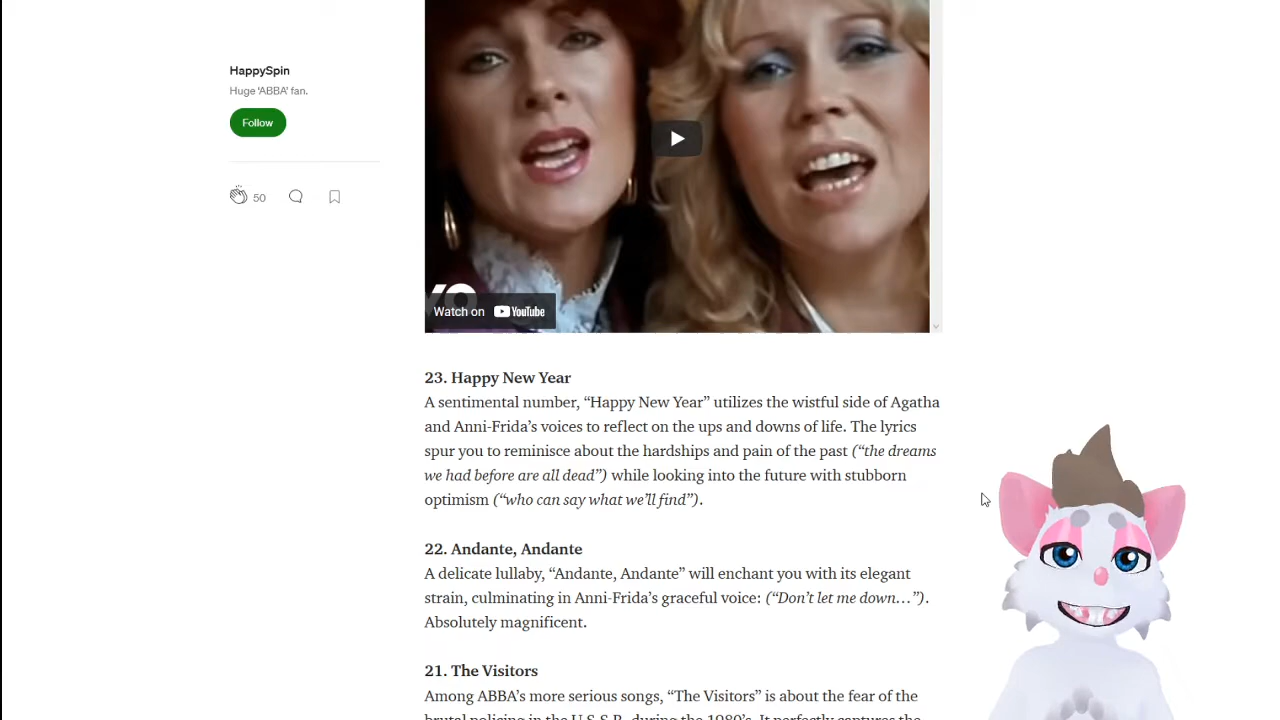 HappySpin
Huge 'ABBA' fan.
Follow
50
Watch on YouTube
23. Happy New Year
A sentimental number, “Happy New Year” utilizes the wistful side of Agatha
and Anni-Frida’s voices to reflect on the ups and downs of life. The lyrics
spur you to reminisce about the hardships and pain of the past (“the dreams
we had before are all dead”) while looking into the future with stubborn
optimism (“who can say what we’ll find”).
22. Andante, Andante
A delicate lullaby, “Andante, Andante” will enchant you with its elegant
strain, culminating in Anni-Frida’s graceful voice: (“Don’t let me down…”).
Absolutely magnificent.
21. The Visitors
Among ABBA’s more serious songs, “The Visitors” is about the fear of the
brutal policing in the U.S.S.R. during the 1980’s. It perfectly captures the